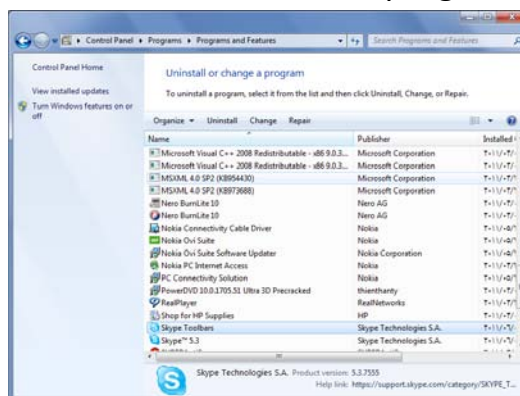 Control Panel ▸ Programs ▸ Programs and Features
Search Programs and Features
Control Panel Home
View installed updates
Turn Windows features on or off
Uninstall or change a program
To uninstall a program, select it from the list and then click Uninstall, Change, or Repair.
Organize Uninstall Change Repair
Name Publisher Installed
Microsoft Visual C++ 2008 Redistributable - x86 9.0.3... Microsoft Corporation
Microsoft Visual C++ 2008 Redistributable - x86 9.0.3... Microsoft Corporation
MSXML 4.0 SP2 (KB954430) Microsoft Corporation
MSXML 4.0 SP2 (KB973688) Microsoft Corporation
Nero BurnLite 10 Nero AG
Nero BurnLite 10 Nero AG
Nokia Connectivity Cable Driver Nokia
Nokia Ovi Suite Nokia
Nokia Ovi Suite Software Updater Nokia Corporation
Nokia PC Internet Access Nokia
PC Connectivity Solution Nokia
PowerDVD 10.0.1705.51 Ultra 3D Precracked thienthanty
RealPlayer RealNetworks
Shop for HP Supplies HP
Skype Toolbars Skype Technologies S.A.
Skype™ 5.3 Skype Technologies S.A.
Skype Technologies S.A. Product version: 5.3.7555
Help link: https://support.skype.com/category/SKYPE_T...